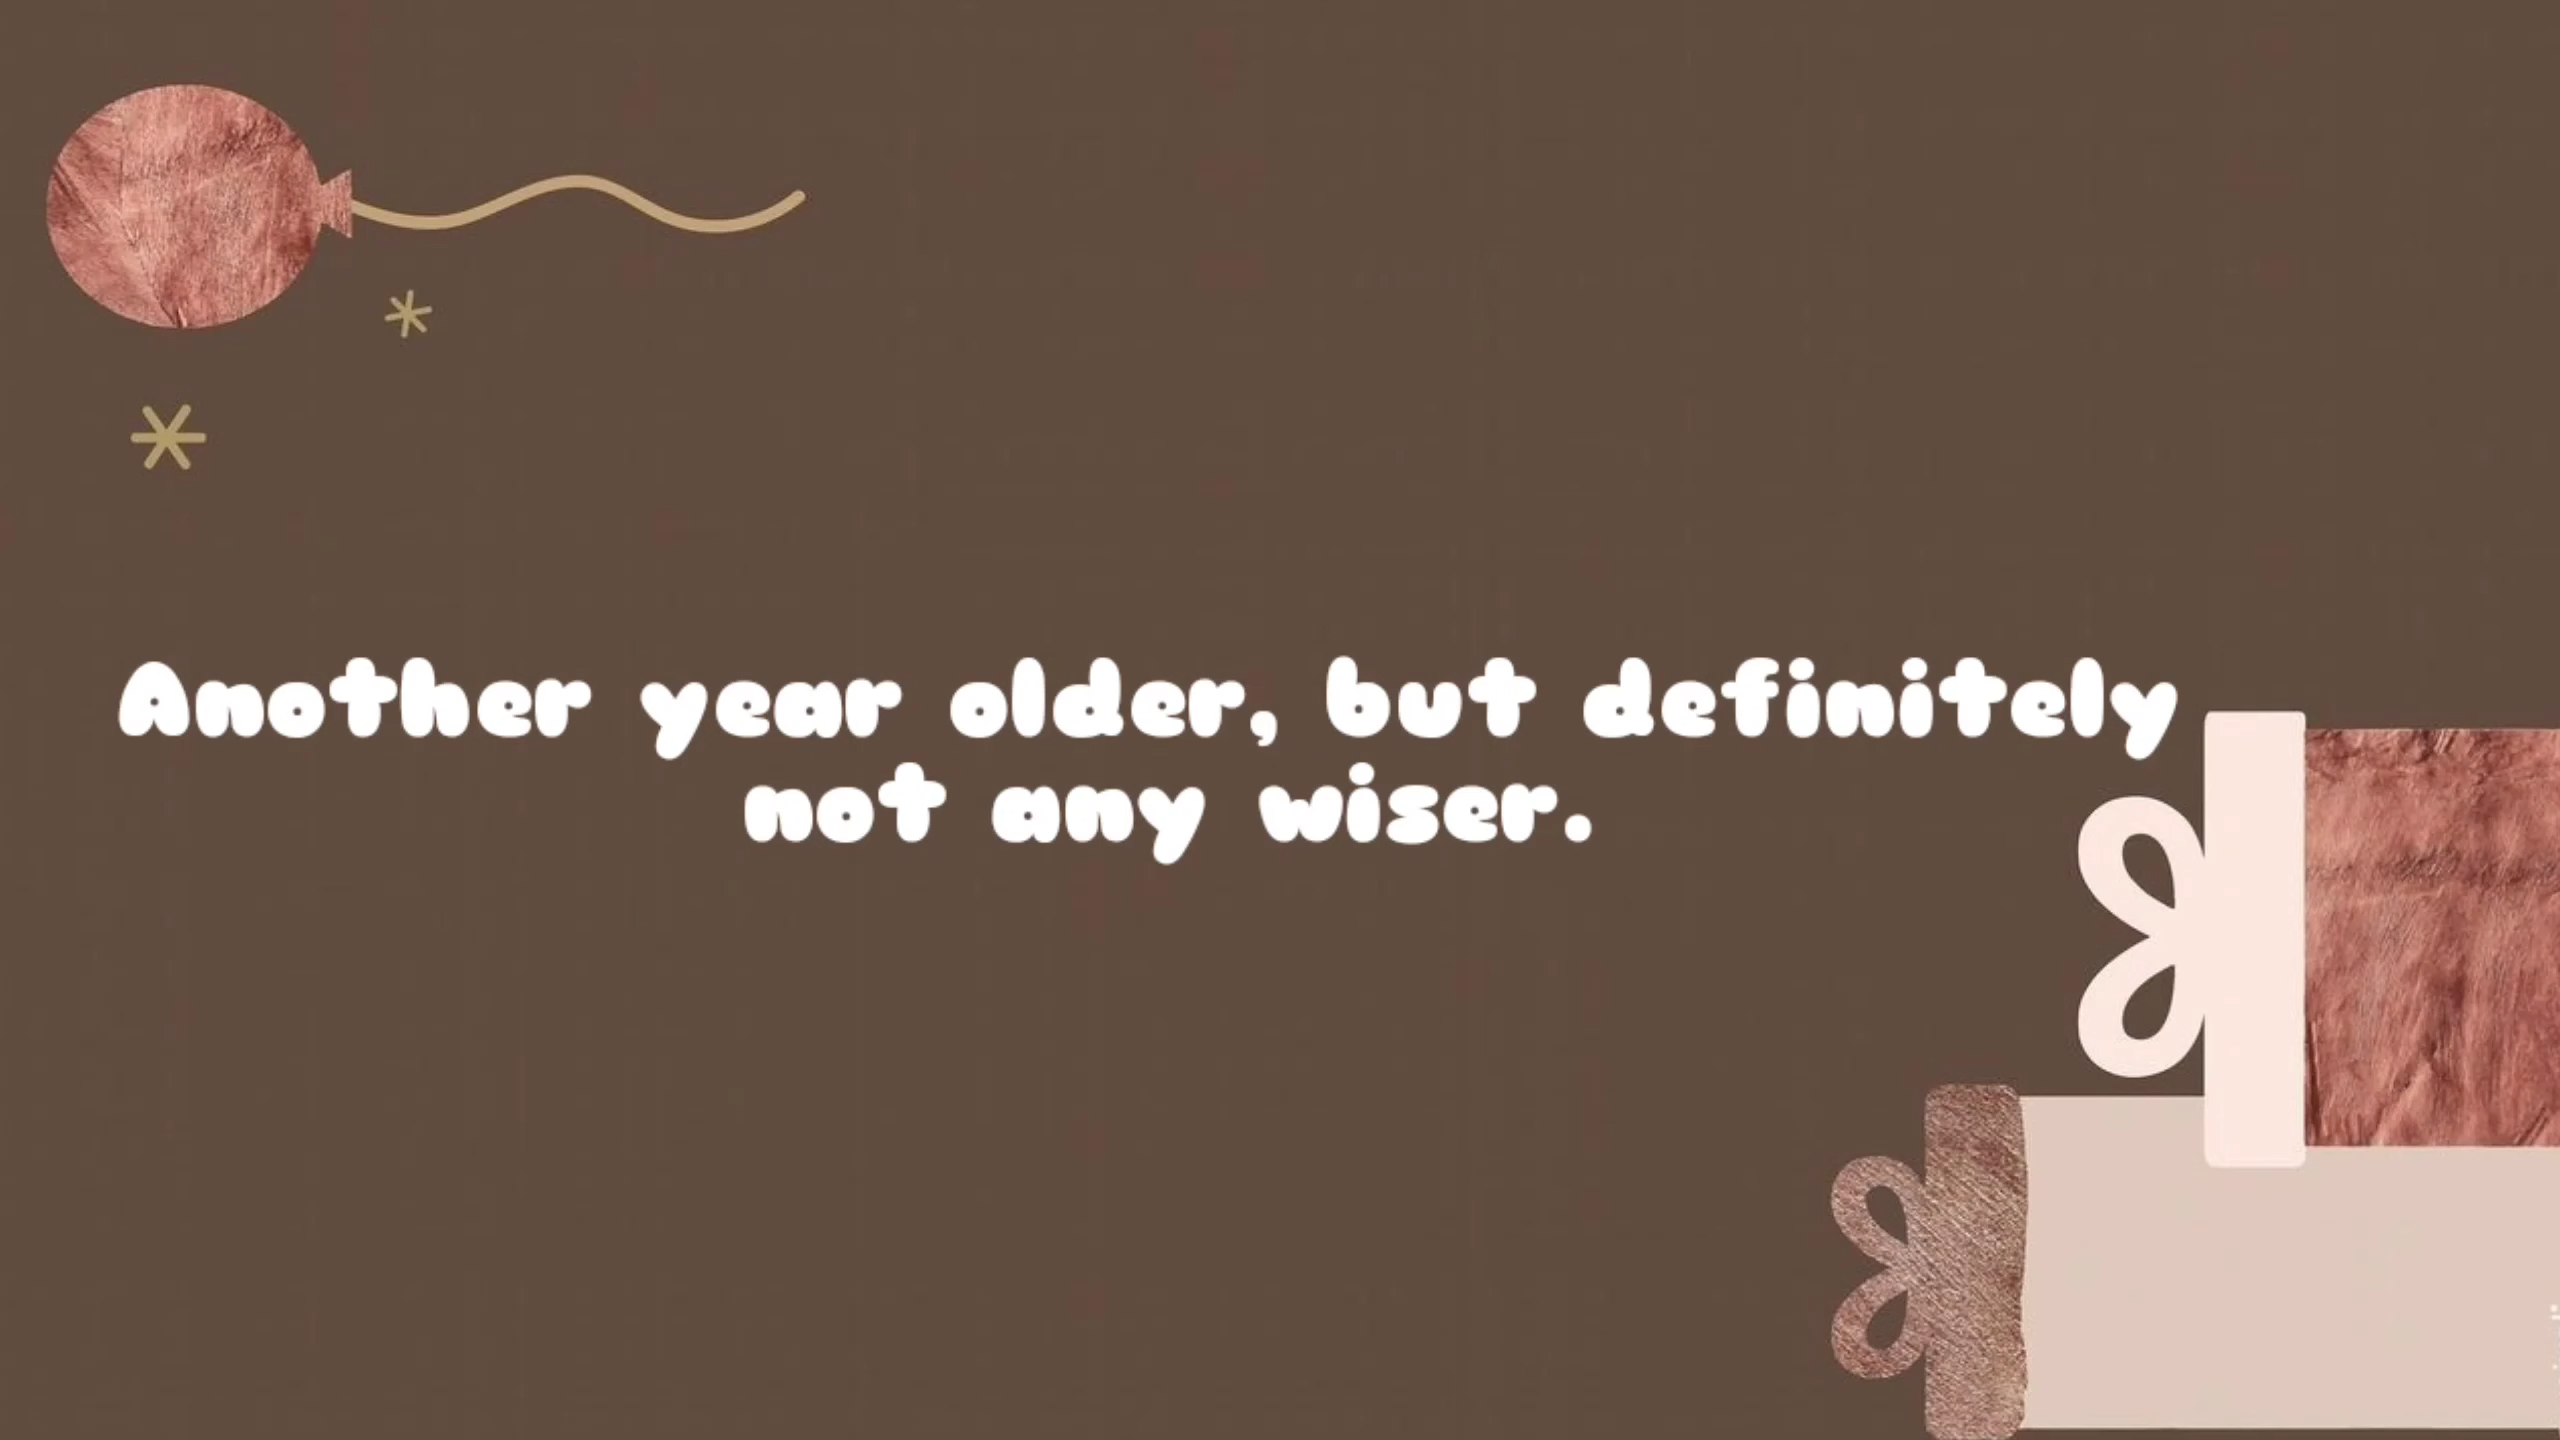 Another year older, but definitely
not any wiser.